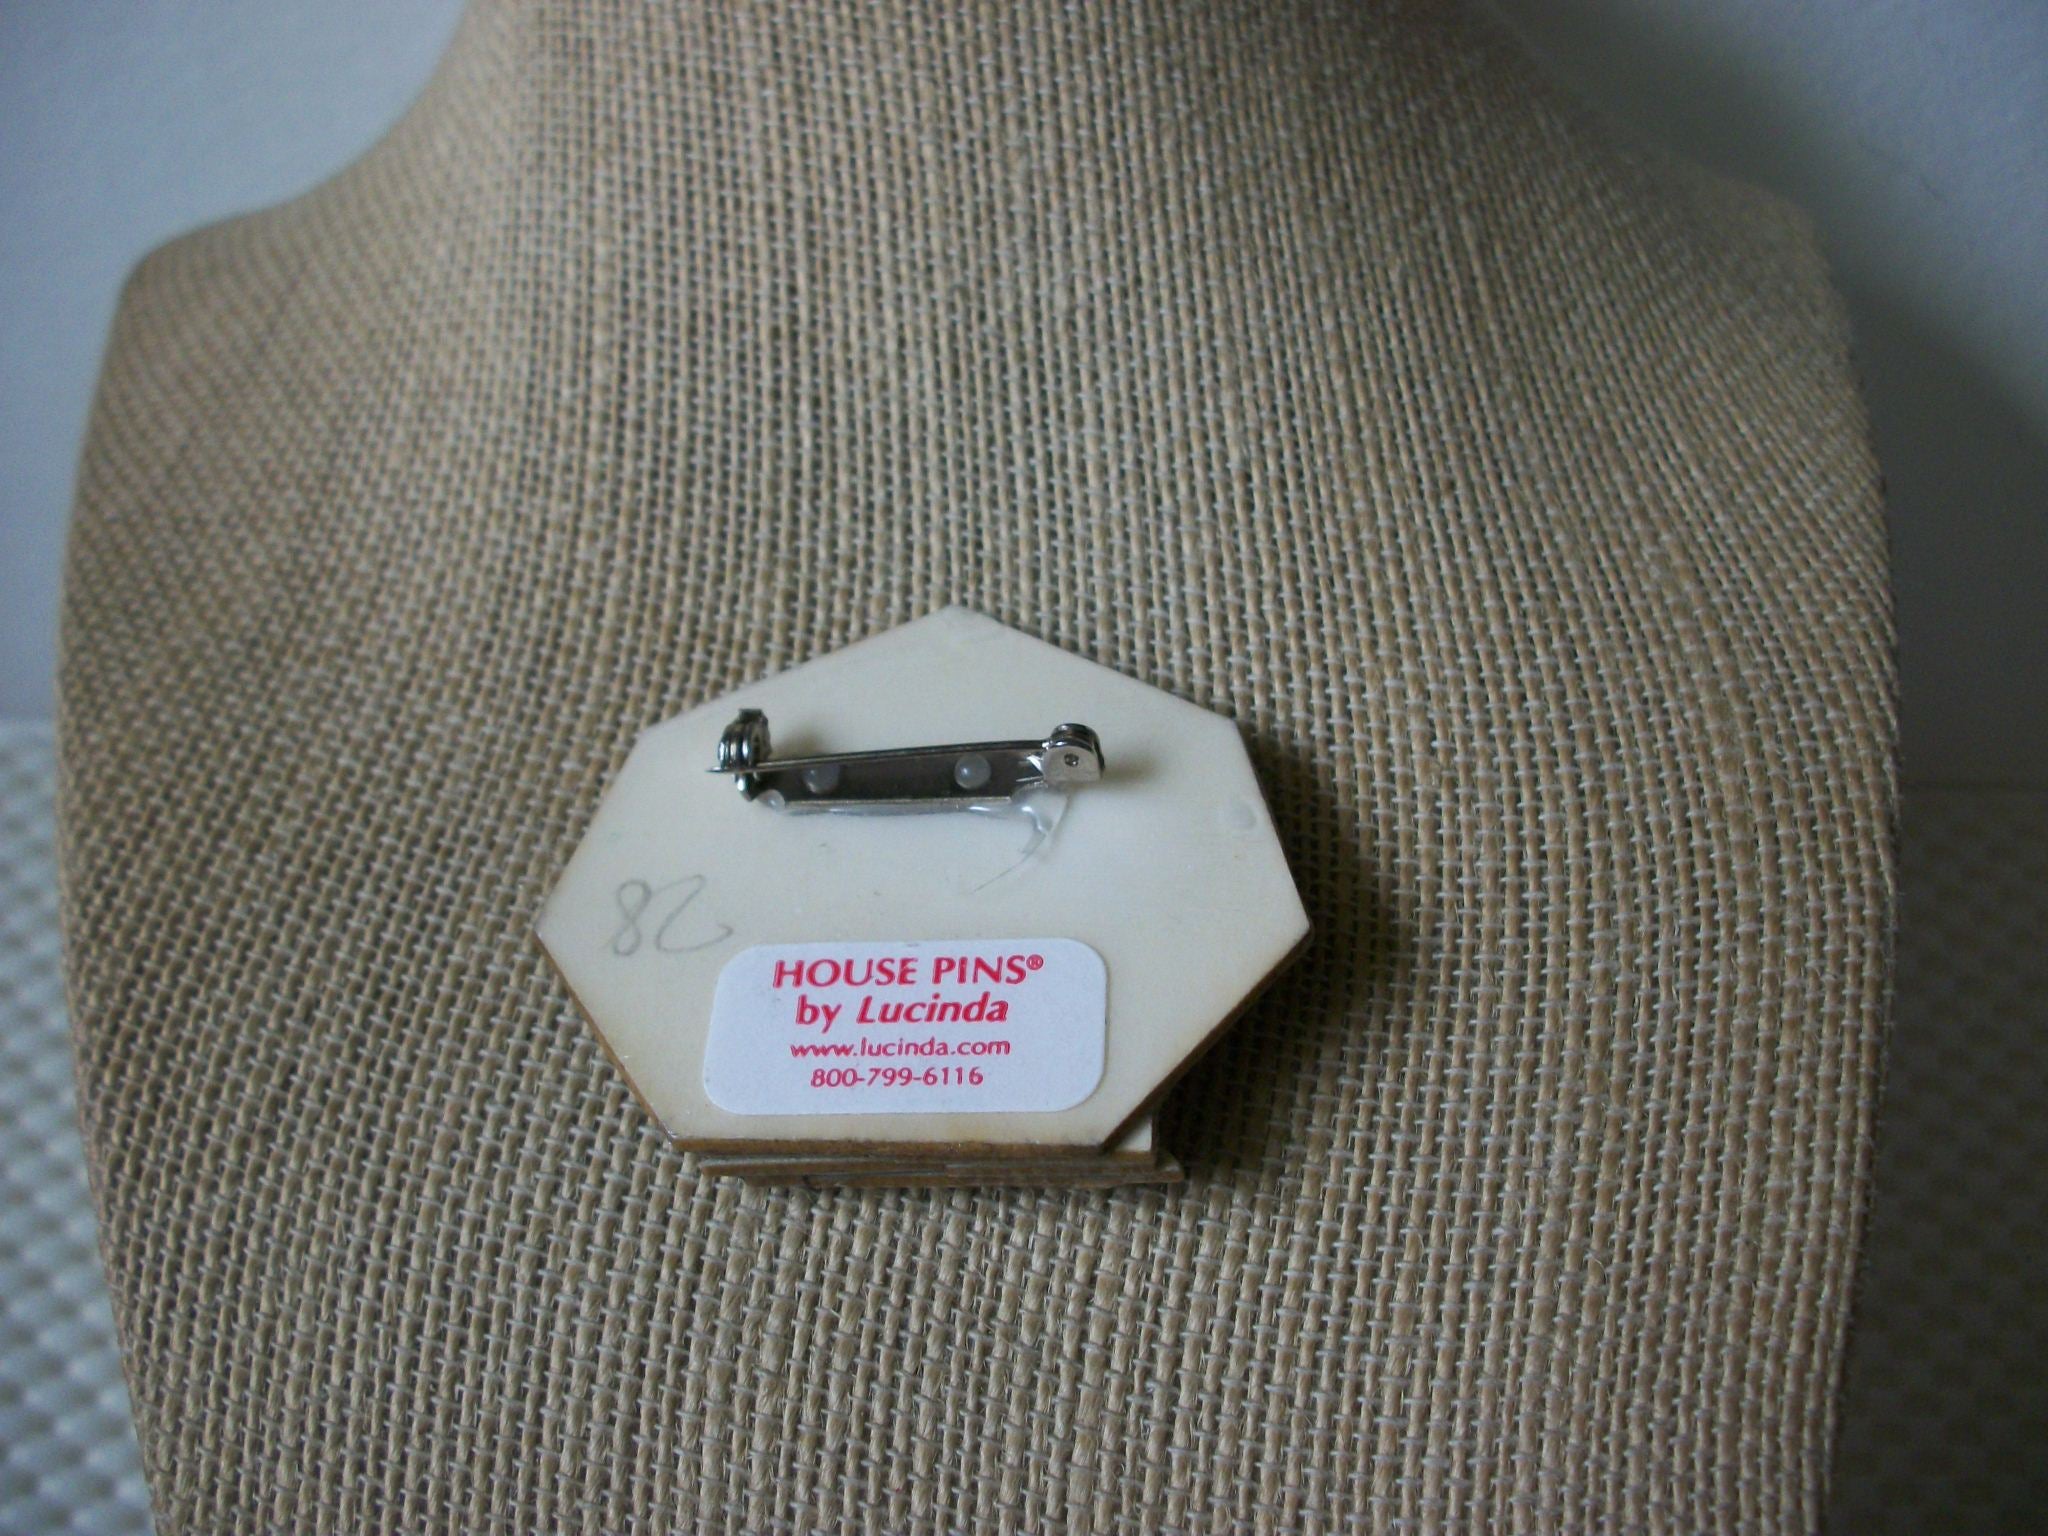 82
HOUSE PINS®
by Lucinda
www.lucinda.com
800-799-6116